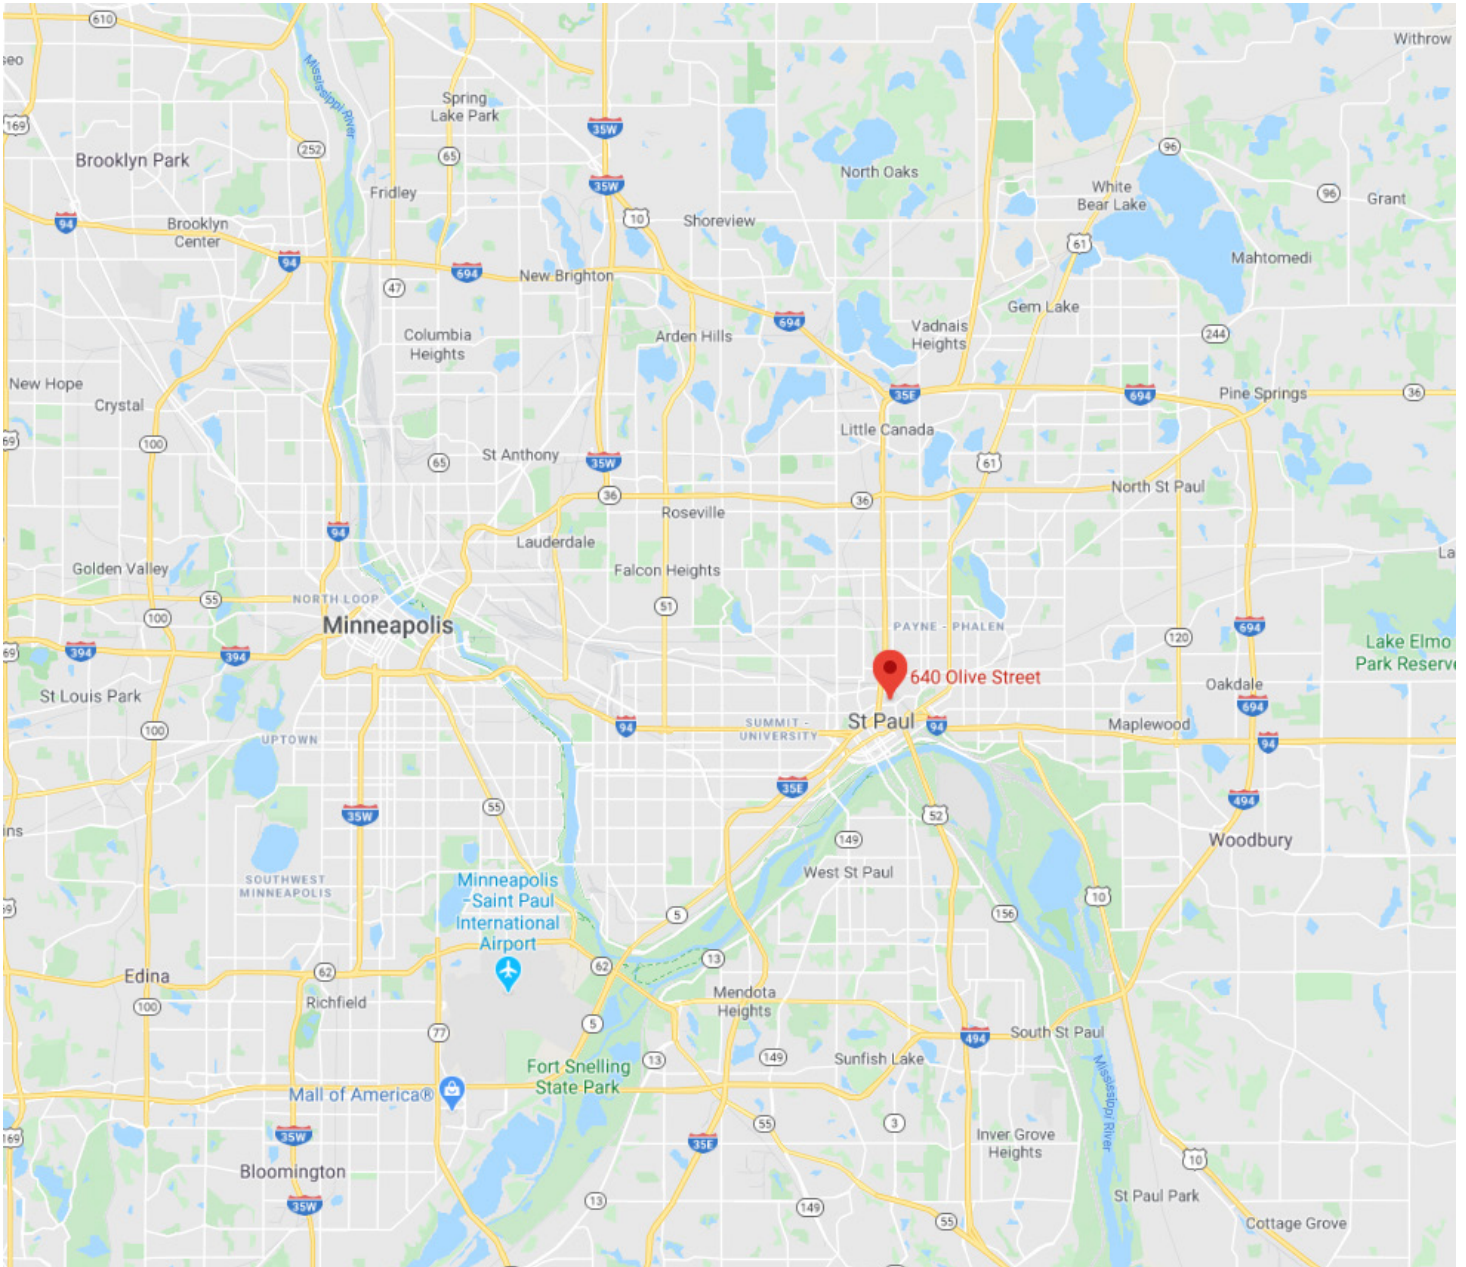 610
Withrow
seo
Mississippi River
Spring
Lake Park
169
35W
252
96
Brooklyn Park
65
North Oaks
35W
White
Bear Lake
96
Grant
Fridley
94
Brooklyn
Center
10
Shoreview
61
94
694
New Brighton
Mahtomedi
47
Gem Lake
694
Columbia
Heights
Arden Hills
Vadnais
Heights
244
New Hope
Crystal
35E
694
Pine Springs
36
69
100
65
St Anthony
35W
Little Canada
61
36
36
North St Paul
Roseville
94
Lauderdale
La
Golden Valley
Falcon Heights
55
NORTH LOOP
51
100
Minneapolis
PAYNE - PHALEN
694
69
394
394
120
Lake Elmo
Park Reserve
640 Olive Street
St Louis Park
Oakdale
694
100
UPTOWN
94
SUMMIT -
UNIVERSITY
St Paul
94
Maplewood
94
35E
494
35W
55
52
ins
149
Woodbury
SOUTHWEST
MINNEAPOLIS
Minneapolis
-Saint Paul
International
Airport
West St Paul
10
69
5
156
Edina
62
62
13
Richfield
100
Mendota
Heights
77
5
494
South St Paul
Fort Snelling
State Park
13
149
Sunfish Lake
Mississippi River
Mall of America®
169
35W
35E
55
3
Inver Grove
Heights
Bloomington
10
35W
13
149
St Paul Park
55
Cottage Grove